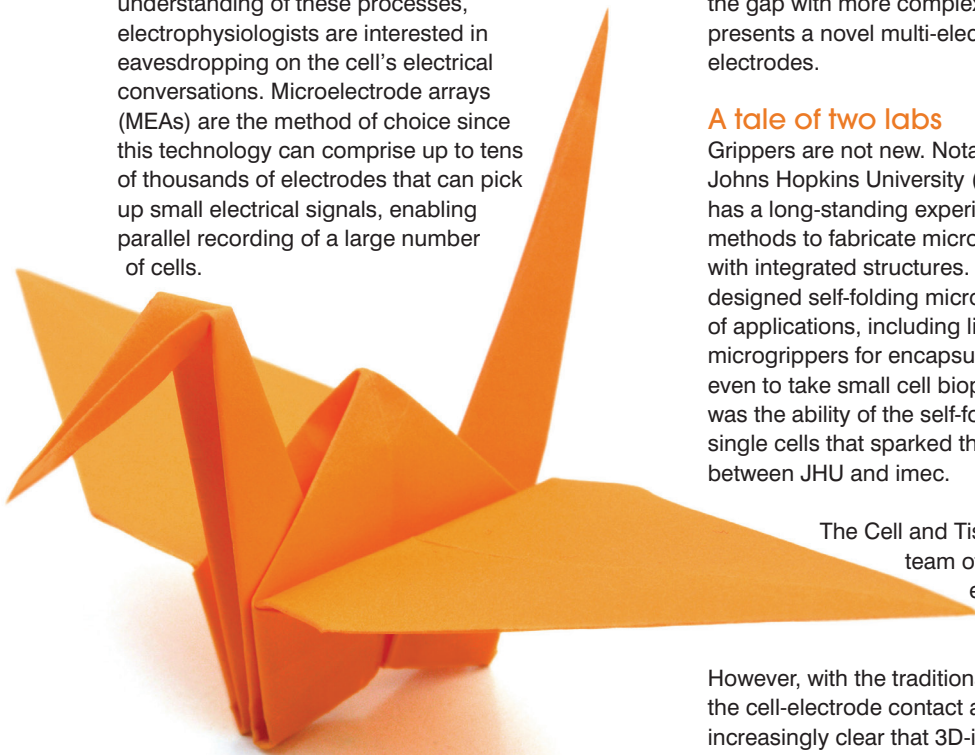 understanding of these processes,
electrophysiologists are interested in
eavesdropping on the cell’s electrical
conversations. Microelectrode arrays
(MEAs) are the method of choice since
this technology can comprise up to tens
of thousands of electrodes that can pick
up small electrical signals, enabling
parallel recording of a large number
of cells.
the gap with more complex
presents a novel multi-elec
electrodes.
A tale of two labs
Grippers are not new. Nota
Johns Hopkins University (
has a long-standing experi
methods to fabricate micro
with integrated structures.
designed self-folding micro
of applications, including li
microgrippers for encapsu
even to take small cell biop
was the ability of the self-fo
single cells that sparked th
between JHU and imec.
The Cell and Tis
team o
e
However, with the tradition
the cell-electrode contact a
increasingly clear that 3D-i